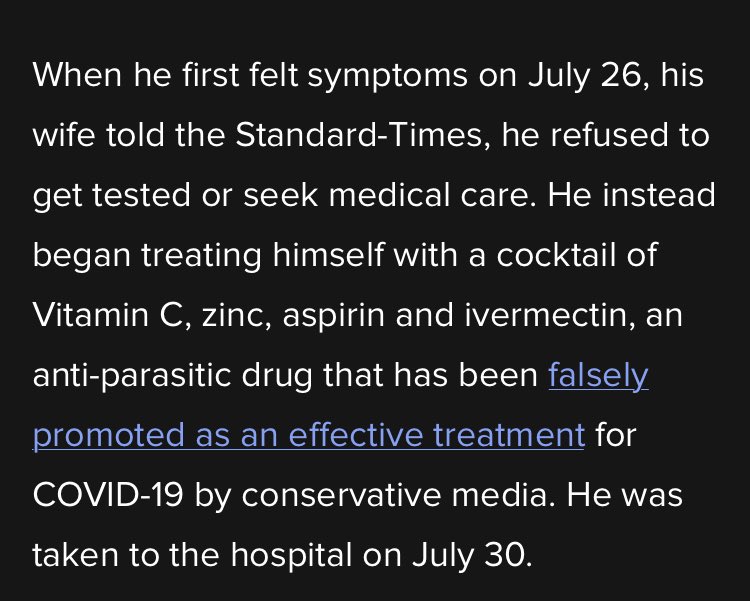 When he first felt symptoms on July 26, his
wife told the Standard-Times, he refused to
get tested or seek medical care. He instead
began treating himself with a cocktail of
Vitamin C, zinc, aspirin and ivermectin, an
anti-parasitic drug that has been falsely
promoted as an effective treatment for
COVID-19 by conservative media. He was
taken to the hospital on July 30.